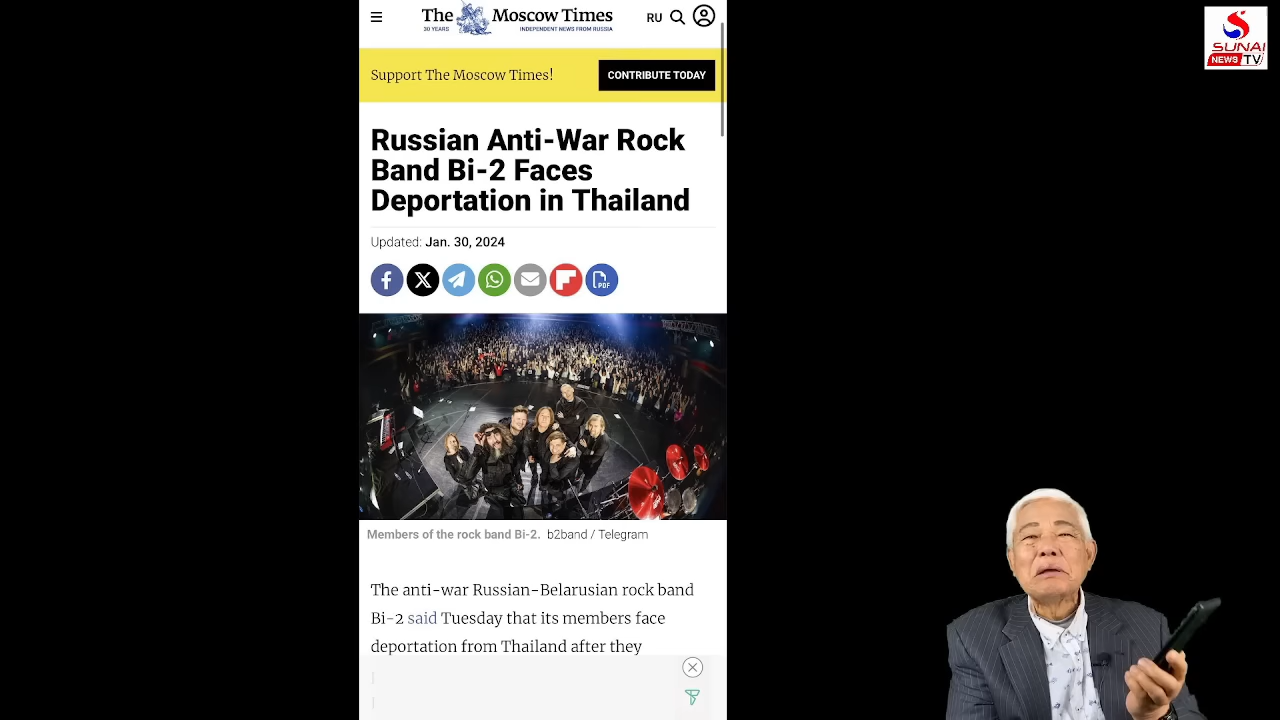 The Moscow Times
30 YEARS
INDEPENDENT NEWS FROM RUSSIA
RU
SUNAI
NEWS TV
Support The Moscow Times!
CONTRIBUTE TODAY
Russian Anti-War Rock
Band Bi-2 Faces
Deportation in Thailand
Updated: Jan. 30, 2024
PDF
Members of the rock band Bi-2. b2band / Telegram
The anti-war Russian-Belarusian rock band
Bi-2 said Tuesday that its members face
deportation from Thailand after they